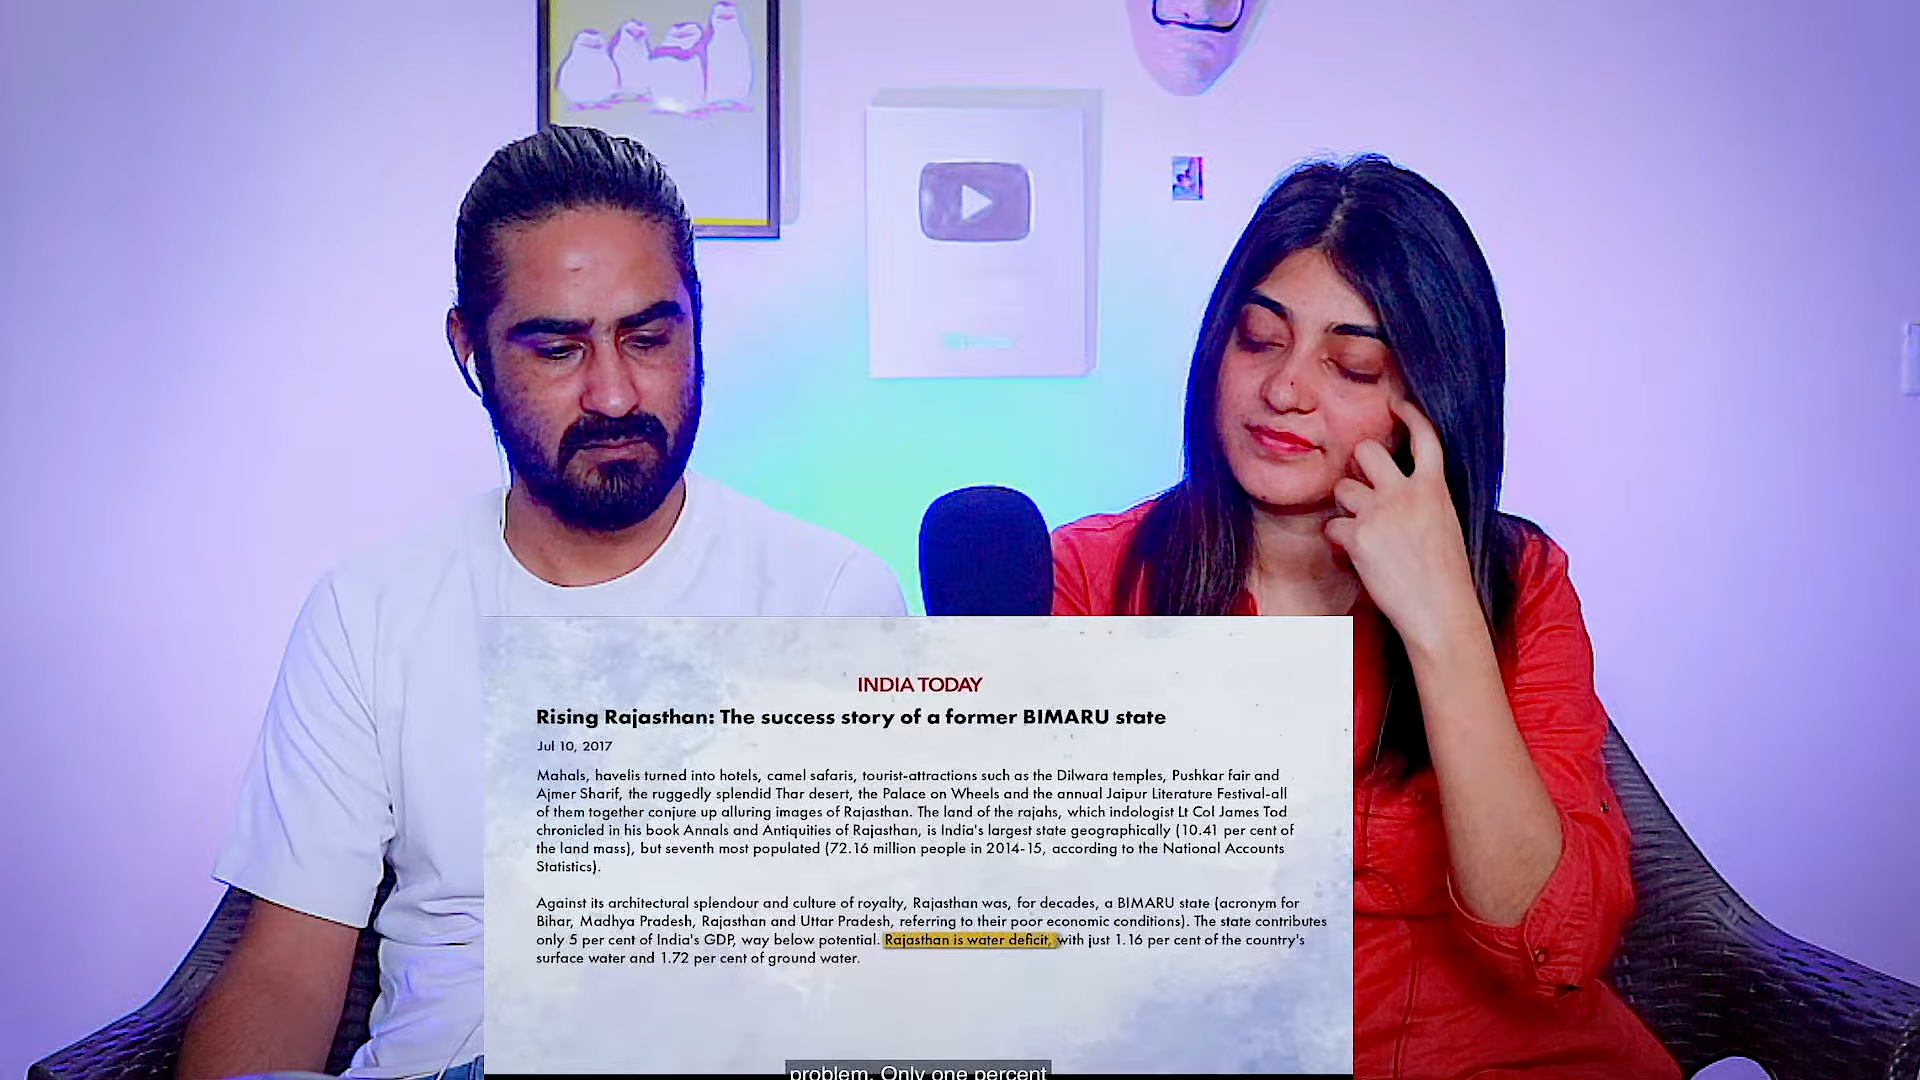 INDIA TODAY
Rising Rajasthan: The success story of a former BIMARU state
Jul 10, 2017
Mahals, havelis turned into hotels, camel safaris, tourist-attractions such as the Dilwara temples, Pushkar fair and
Ajmer Sharif, the ruggedly splendid Thar desert, the Palace on Wheels and the annual Jaipur Literature Festival-all
of them together conjure up alluring images of Rajasthan. The land of the rajahs, which indologist Lt Col James Tod
chronicled in his book Annals and Antiquities of Rajasthan, is India's largest state geographically (10.41 per cent of
the land mass), but seventh most populated (72.16 million people in 2014-15, according to the National Accounts
Statistics).
Against its architectural splendour and culture of royalty, Rajasthan was, for decades, a BIMARU state (acronym for
Bihar, Madhya Pradesh, Rajasthan and Uttar Pradesh, referring to their poor economic conditions). The state contributes
only 5 per cent of India's GDP, way below potential. Rajasthan is water deficit, with just 1.16 per cent of the country's
surface water and 1.72 per cent of ground water.
problem. Only one percent